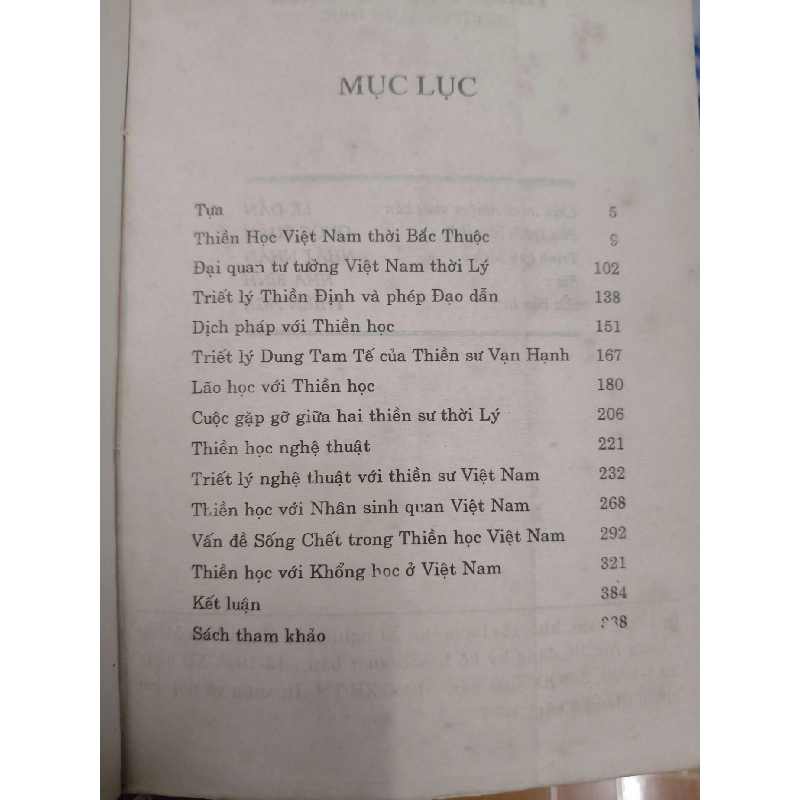 MỤC LỤC
Tựa 5
Thiền Học Việt Nam thời Bắc Thuộc 9
Đại quan tư tưởng Việt Nam thời Lý 102
Triết lý Thiền Định và phép Đạo dẫn 138
Dịch pháp với Thiền học 151
Triết lý Dung Tam Tế của Thiền sư Vạn Hạnh 167
Lão học với Thiền học 180
Cuộc gặp gỡ giữa hai thiền sư thời Lý 206
Thiền học nghệ thuật 221
Triết lý nghệ thuật với thiền sư Việt Nam 232
Thiền học với Nhân sinh quan Việt Nam 268
Vấn đề Sống Chết trong Thiền học Việt Nam 292
Thiền học với Khổng học ở Việt Nam 321
Kết luận 384
Sách tham khảo